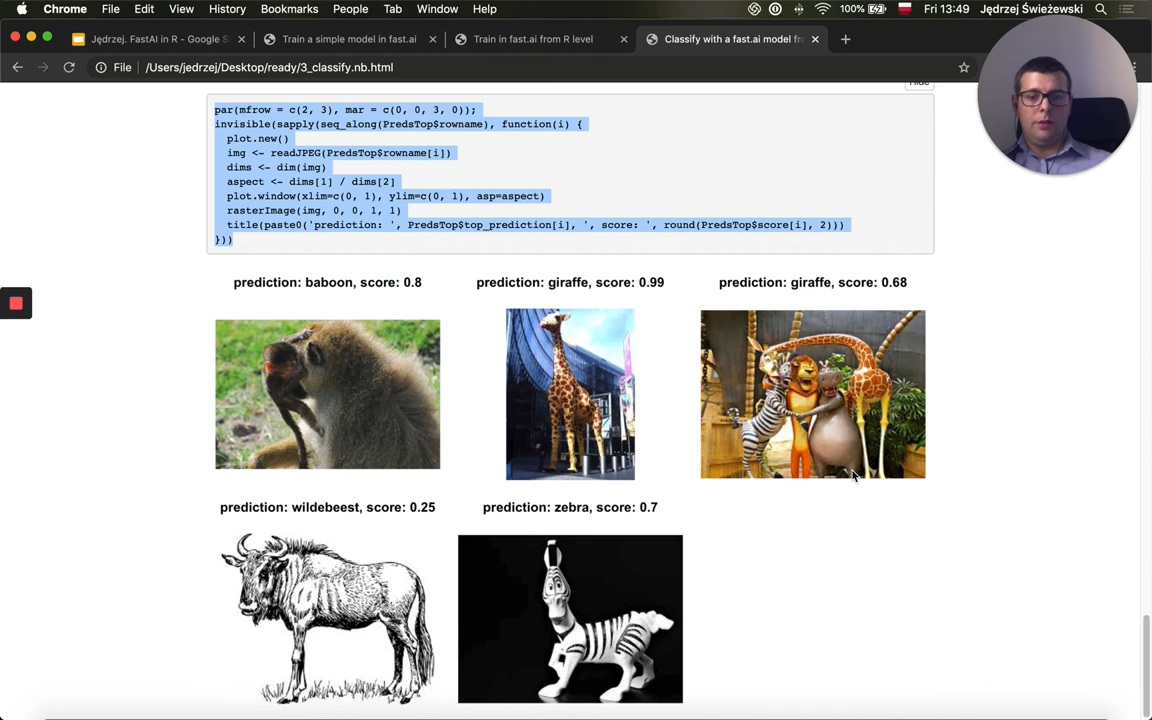 Chrome File Edit View History Bookmarks People Tab Window Help 100% Fri 13:49 Jędrzej Świeżewski
Jędrzej. FastAI in R - Google S
Train a simple model in fast.ai
Train in fast.ai from R level
Classify with a fast.ai model fro
File /Users/jedrzej/Desktop/ready/3_classify.nb.html
Hide
par(mfrow = c(2, 3), mar = c(0, 0, 3, 0));
invisible(sapply(seq_along(PredsTop$rowname), function(i) {
  plot.new()
  img <- readJPEG(PredsTop$rowname[i])
  dims <- dim(img)
  aspect <- dims[1] / dims[2]
  plot.window(xlim=c(0, 1), ylim=c(0, 1), asp=aspect)
  rasterImage(img, 0, 0, 1, 1)
  title(paste0('prediction: ', PredsTop$top_prediction[i], ', score: ', round(PredsTop$score[i], 2)))
}))
prediction: baboon, score: 0.8
prediction: giraffe, score: 0.99
prediction: giraffe, score: 0.68
prediction: wildebeest, score: 0.25
prediction: zebra, score: 0.7